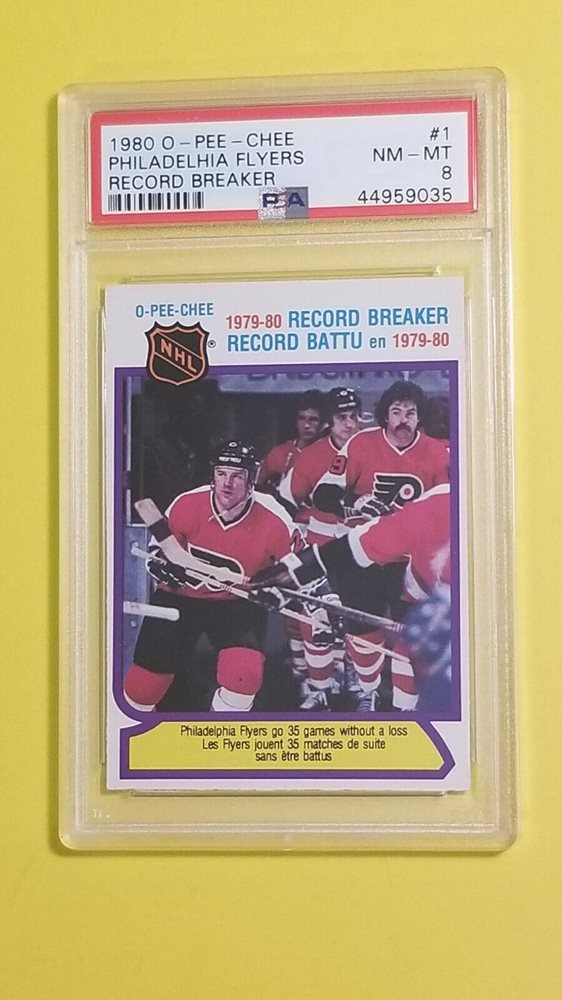 1980 O-PEE-CHEE #1
PHILADELHIA FLYERS NM-MT
RECORD BREAKER 8
PSA 44959035
O-PEE-CHEE
NHL ®
1979-80 RECORD BREAKER
RECORD BATTU en 1979-80
Philadelphia Flyers go 35 games without a loss
Les Flyers jouent 35 matches de suite
sans être battus